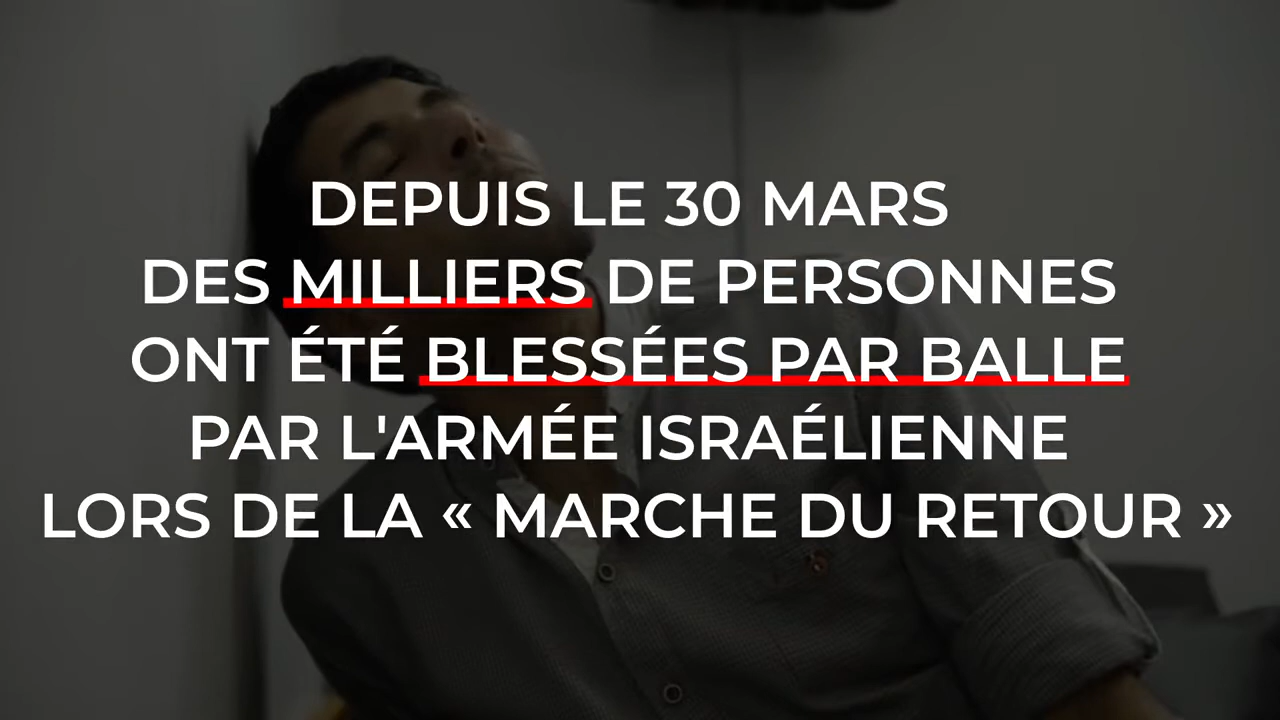 DEPUIS LE 30 MARS
DES MILLIERS DE PERSONNES
ONT ÉTÉ BLESSÉES PAR BALLE
PAR L'ARMÉE ISRAÉLIENNE
LORS DE LA « MARCHE DU RETOUR »